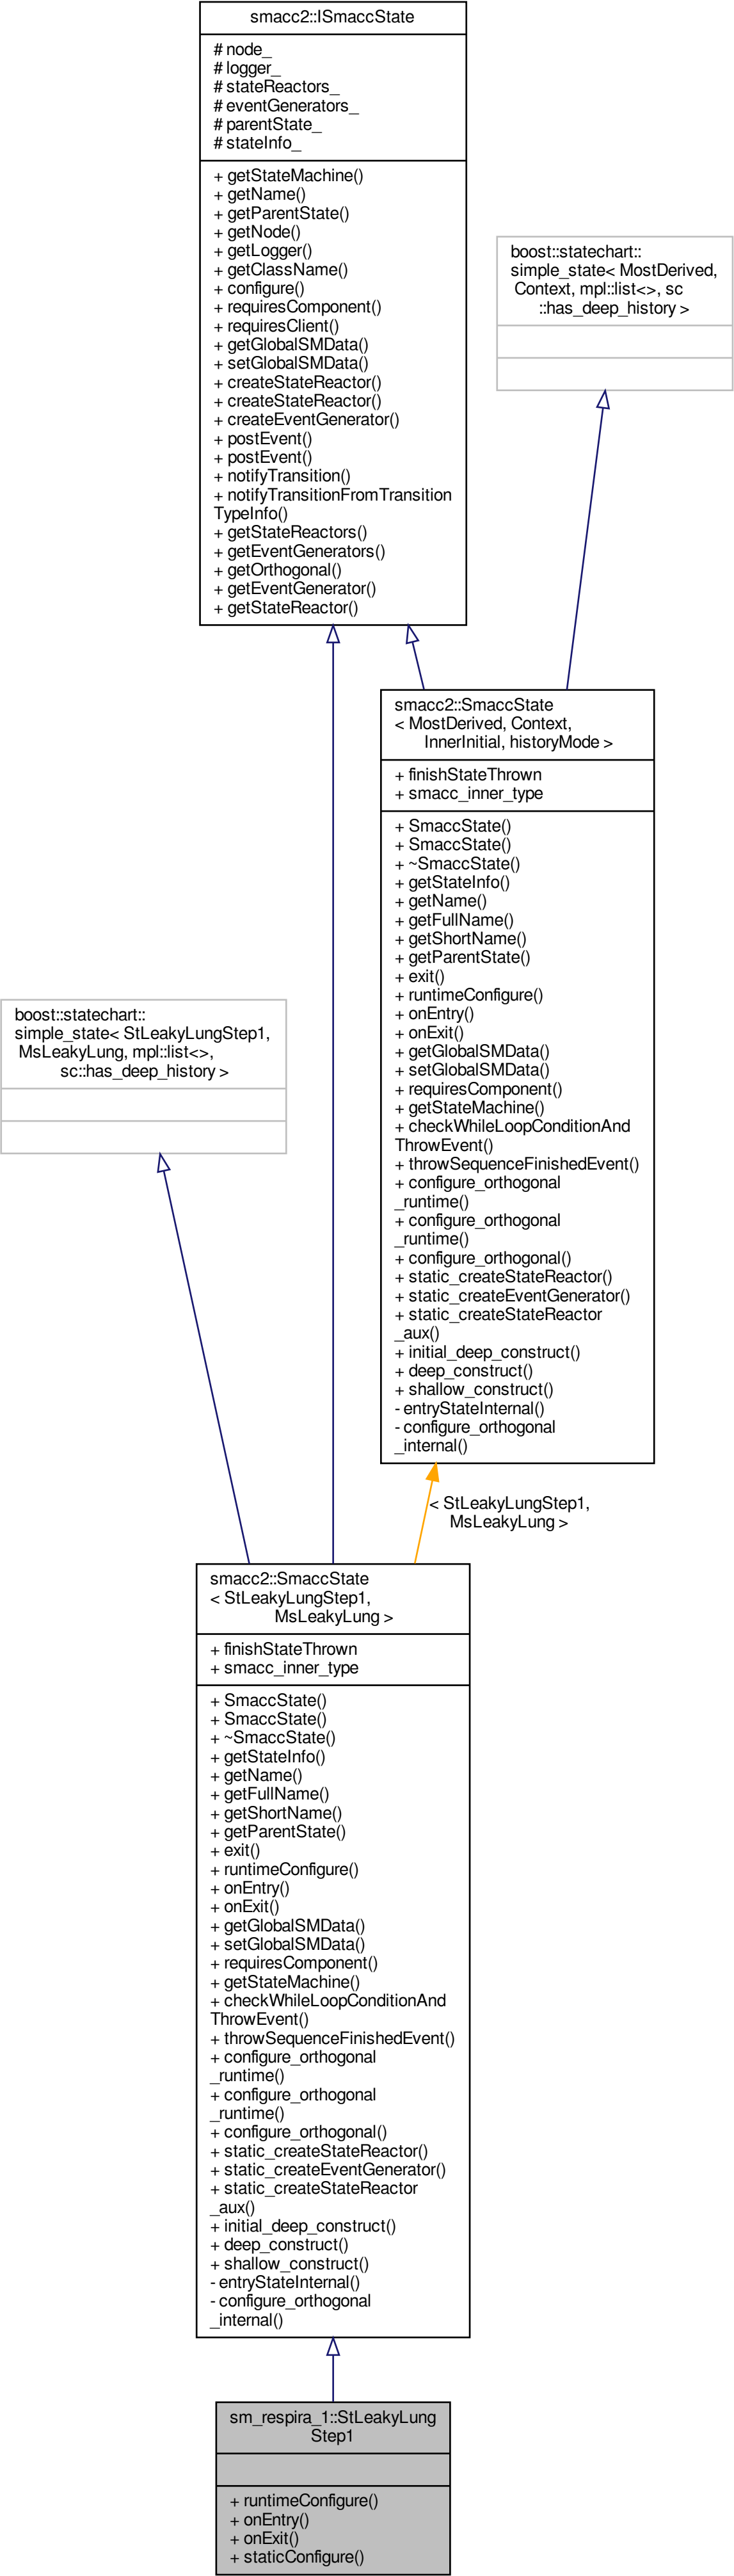 smacc2::ISmaccState
# node_
# logger_
# stateReactors_
# eventGenerators_
# parentState_
# stateInfo_
+ getStateMachine()
+ getName()
+ getParentState()
+ getNode()
+ getLogger()
+ getClassName()
+ configure()
+ requiresComponent()
+ requiresClient()
+ getGlobalSMData()
+ setGlobalSMData()
+ createStateReactor()
+ createStateReactor()
+ createEventGenerator()
+ postEvent()
+ postEvent()
+ notifyTransition()
+ notifyTransitionFromTransition
TypeInfo()
+ getStateReactors()
+ getEventGenerators()
+ getOrthogonal()
+ getEventGenerator()
+ getStateReactor()
boost::statechart::
simple_state< MostDerived,
Context, mpl::list<>, sc
::has_deep_history >
smacc2::SmaccState
< MostDerived, Context,
InnerInitial, historyMode >
+ finishStateThrown
+ smacc_inner_type
+ SmaccState()
+ SmaccState()
+ ~SmaccState()
+ getStateInfo()
+ getName()
+ getFullName()
+ getShortName()
+ getParentState()
+ exit()
+ runtimeConfigure()
+ onEntry()
+ onExit()
+ getGlobalSMData()
+ setGlobalSMData()
+ requiresComponent()
+ getStateMachine()
+ checkWhileLoopConditionAnd
ThrowEvent()
+ throwSequenceFinishedEvent()
+ configure_orthogonal
_runtime()
+ configure_orthogonal
_runtime()
+ configure_orthogonal()
+ static_createStateReactor()
+ static_createEventGenerator()
+ static_createStateReactor
_aux()
+ initial_deep_construct()
+ deep_construct()
+ shallow_construct()
- entryStateInternal()
- configure_orthogonal
_internal()
boost::statechart::
simple_state< StLeakyLungStep1,
MsLeakyLung, mpl::list<>,
sc::has_deep_history >
< StLeakyLungStep1,
MsLeakyLung >
smacc2::SmaccState
< StLeakyLungStep1,
MsLeakyLung >
+ finishStateThrown
+ smacc_inner_type
+ SmaccState()
+ SmaccState()
+ ~SmaccState()
+ getStateInfo()
+ getName()
+ getFullName()
+ getShortName()
+ getParentState()
+ exit()
+ runtimeConfigure()
+ onEntry()
+ onExit()
+ getGlobalSMData()
+ setGlobalSMData()
+ requiresComponent()
+ getStateMachine()
+ checkWhileLoopConditionAnd
ThrowEvent()
+ throwSequenceFinishedEvent()
+ configure_orthogonal
_runtime()
+ configure_orthogonal
_runtime()
+ configure_orthogonal()
+ static_createStateReactor()
+ static_createEventGenerator()
+ static_createStateReactor
_aux()
+ initial_deep_construct()
+ deep_construct()
+ shallow_construct()
- entryStateInternal()
- configure_orthogonal
_internal()
sm_respira_1::StLeakyLung
Step1
+ runtimeConfigure()
+ onEntry()
+ onExit()
+ staticConfigure()